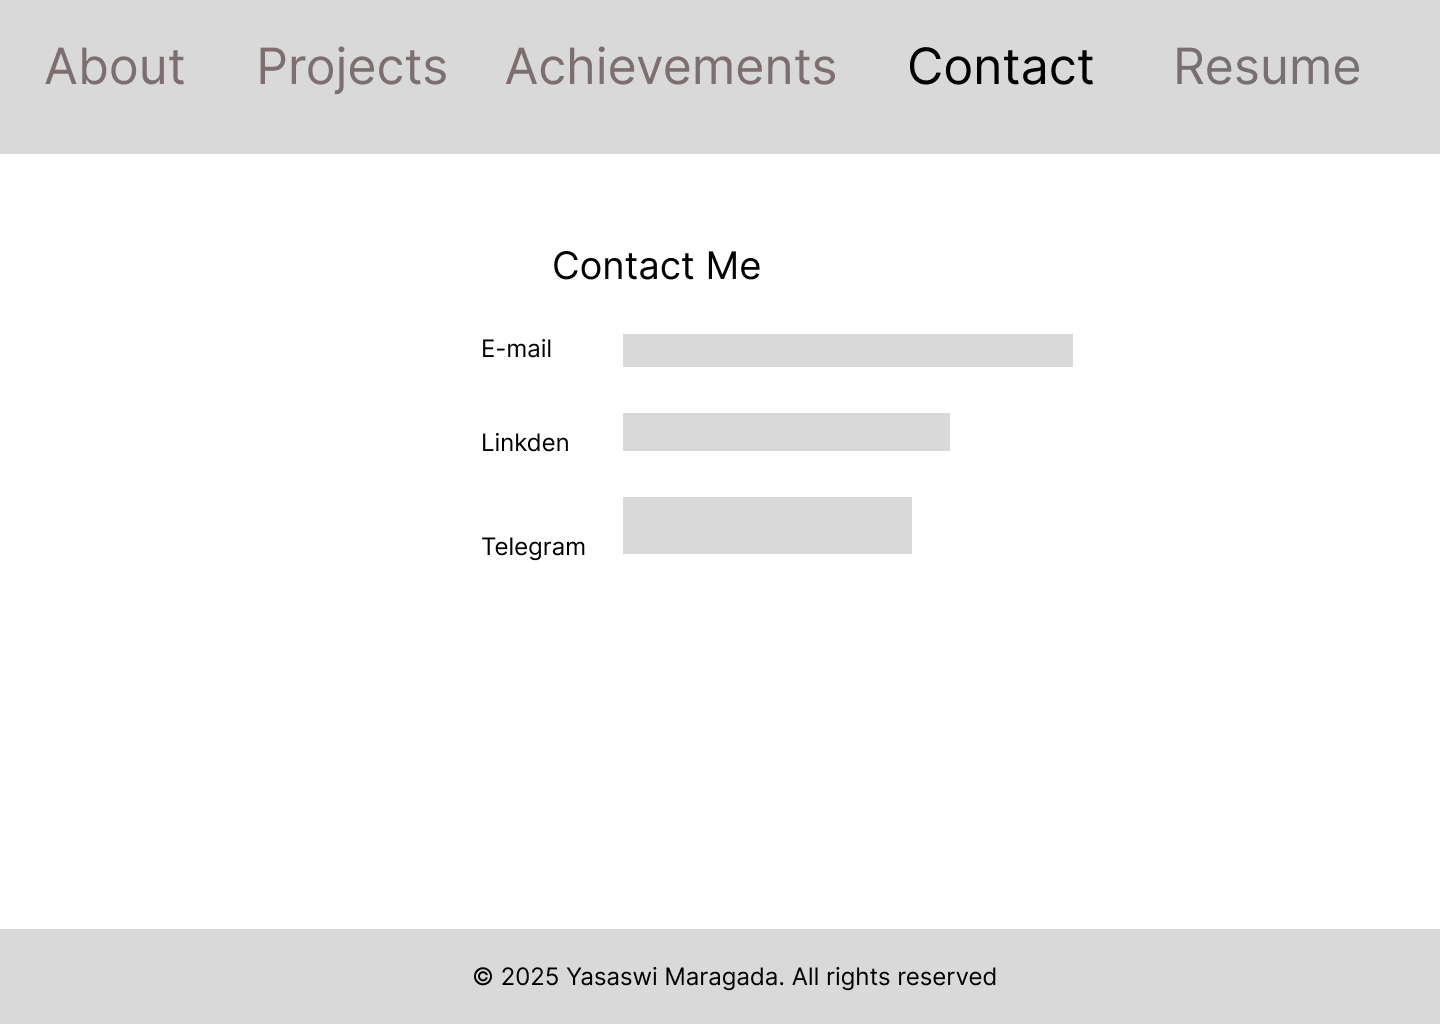 About Projects Achievements Contact Resume
Contact Me
E-mail
Linkden
Telegram
© 2025 Yasaswi Maragada. All rights reserved